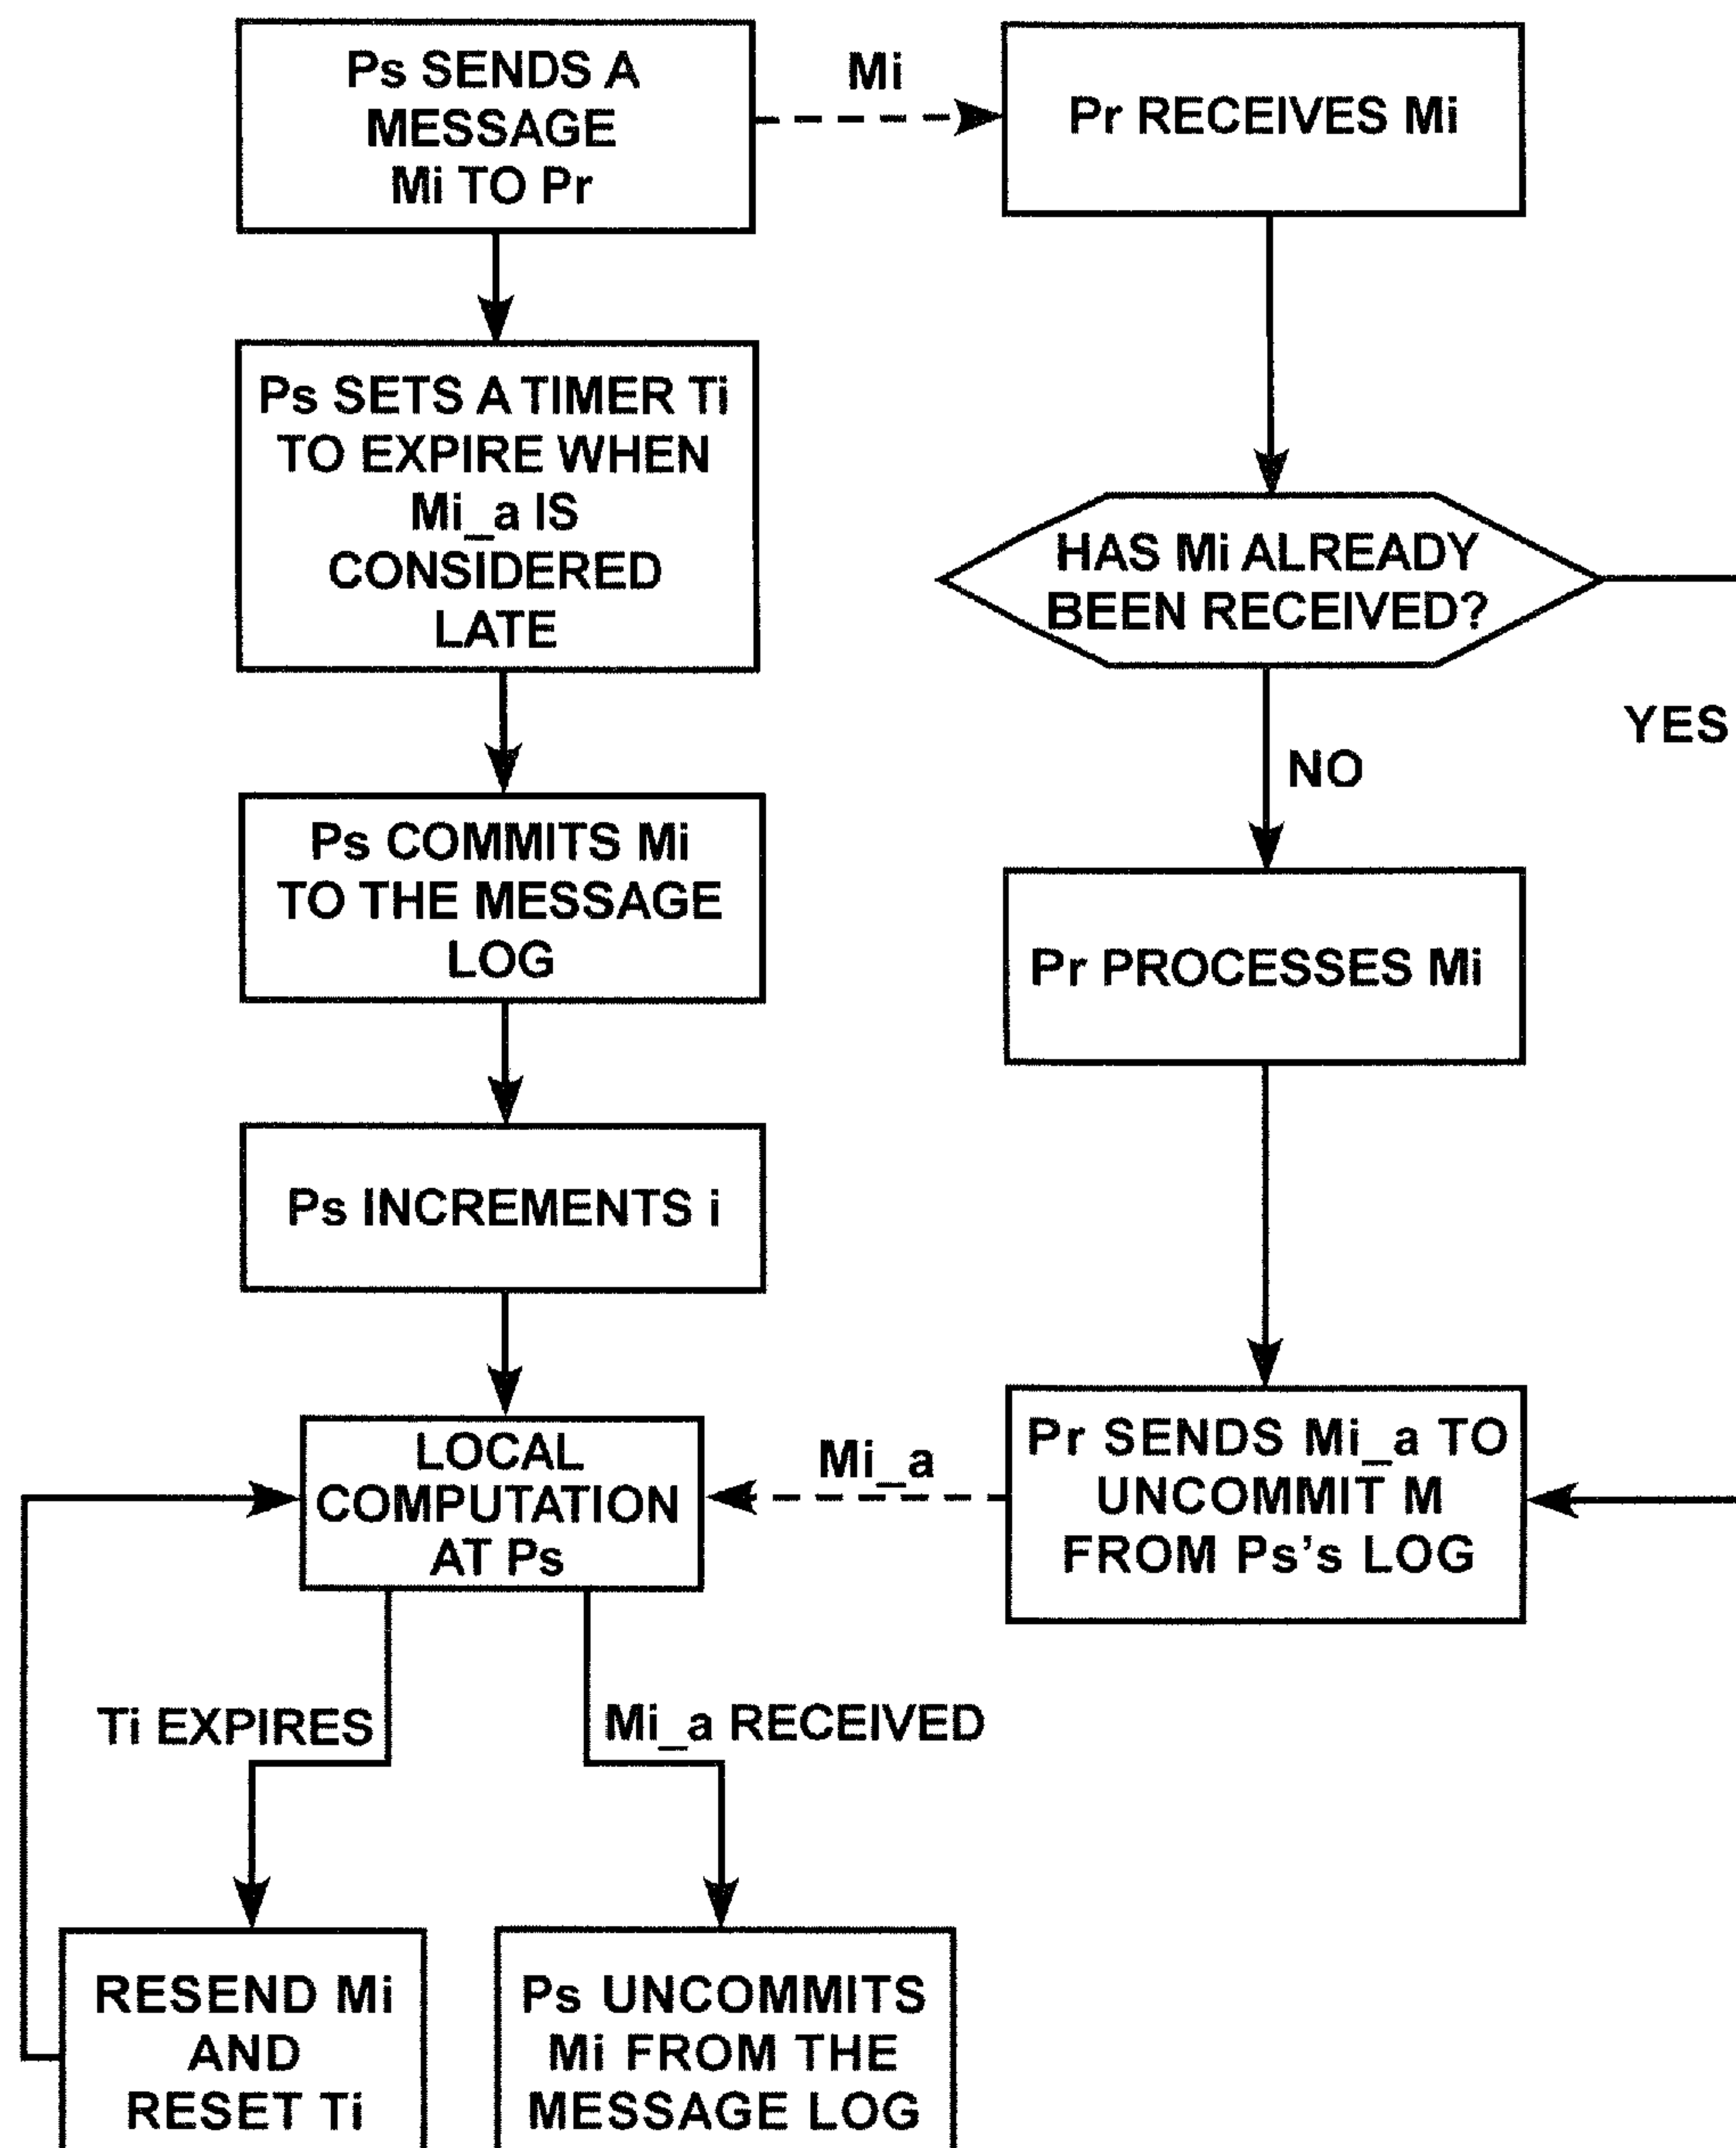 Ps SENDS A
MESSAGE
Mi TO Pr
Mi
Pr RECEIVES Mi
Ps SETS A TIMER Ti
TO EXPIRE WHEN
Mi_a IS
CONSIDERED
LATE
HAS Mi ALREADY
BEEN RECEIVED?
YES
NO
Ps COMMITS Mi
TO THE MESSAGE
LOG
Pr PROCESSES Mi
Ps INCREMENTS i
LOCAL
COMPUTATION
AT Ps
Mi_a
Pr SENDS Mi_a TO
UNCOMMIT M
FROM Ps's LOG
Ti EXPIRES
Mi_a RECEIVED
RESEND Mi
AND
RESET Ti
Ps UNCOMMITS
Mi FROM THE
MESSAGE LOG